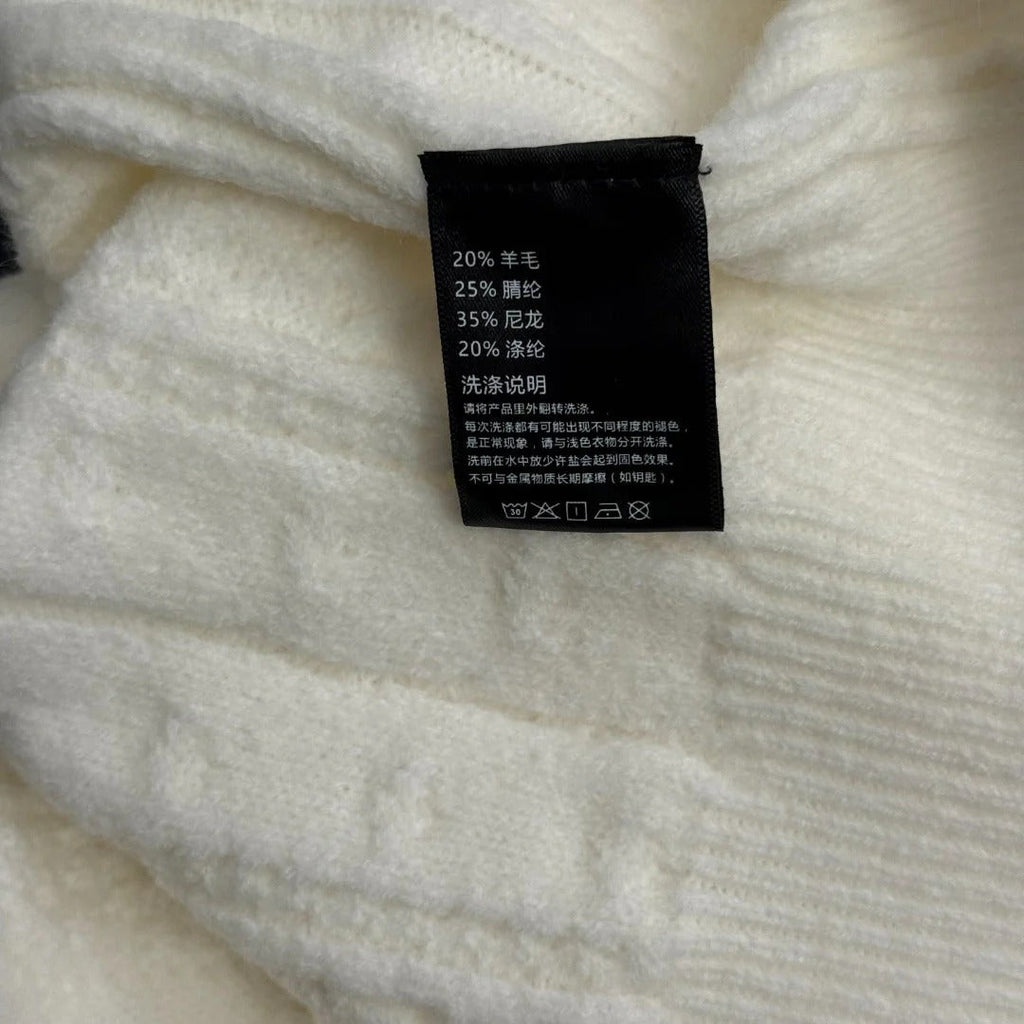 20% 羊毛
25% 腈纶
35% 尼龙
20% 涤纶
洗涤说明
请将产品里外翻转洗涤。
每次洗涤都有可能出现不同程度的褪色，
是正常现象，请与浅色衣物分开洗涤。
洗前在水中放少许盐会起到固色效果。
不可与金属物质长期摩擦（如钥匙）。
30